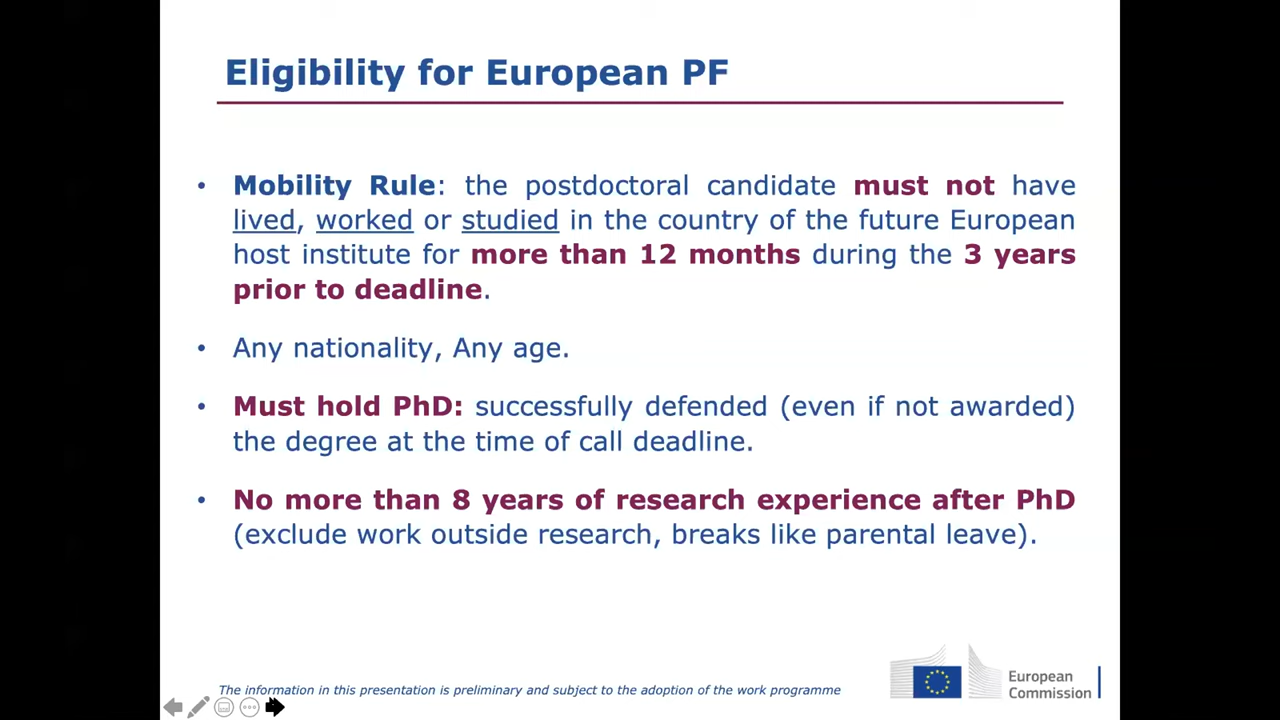 Eligibility for European PF
• Mobility Rule: the postdoctoral candidate must not have
lived, worked or studied in the country of the future European
host institute for more than 12 months during the 3 years
prior to deadline.
• Any nationality, Any age.
• Must hold PhD: successfully defended (even if not awarded)
the degree at the time of call deadline.
• No more than 8 years of research experience after PhD
(exclude work outside research, breaks like parental leave).
The information in this presentation is preliminary and subject to the adoption of the work programme
European
Commission